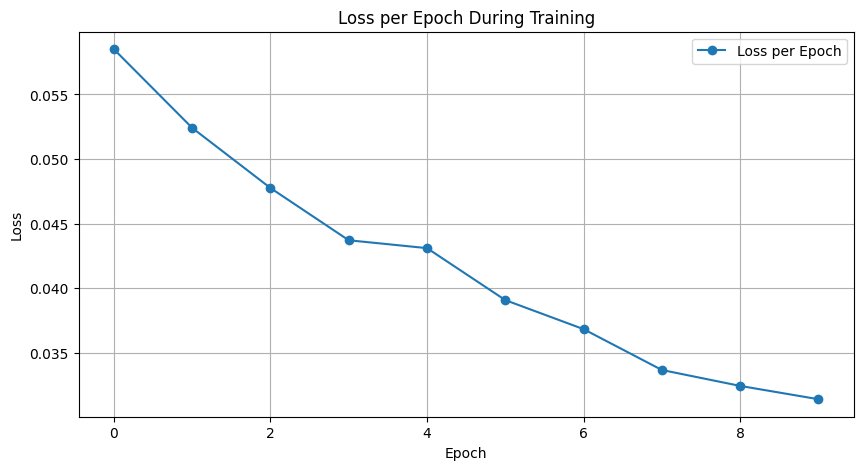 Loss per Epoch During Training
Loss per Epoch
0.055
0.050
0.045
0.040
0.035
Loss
0 2 4 6 8
Epoch